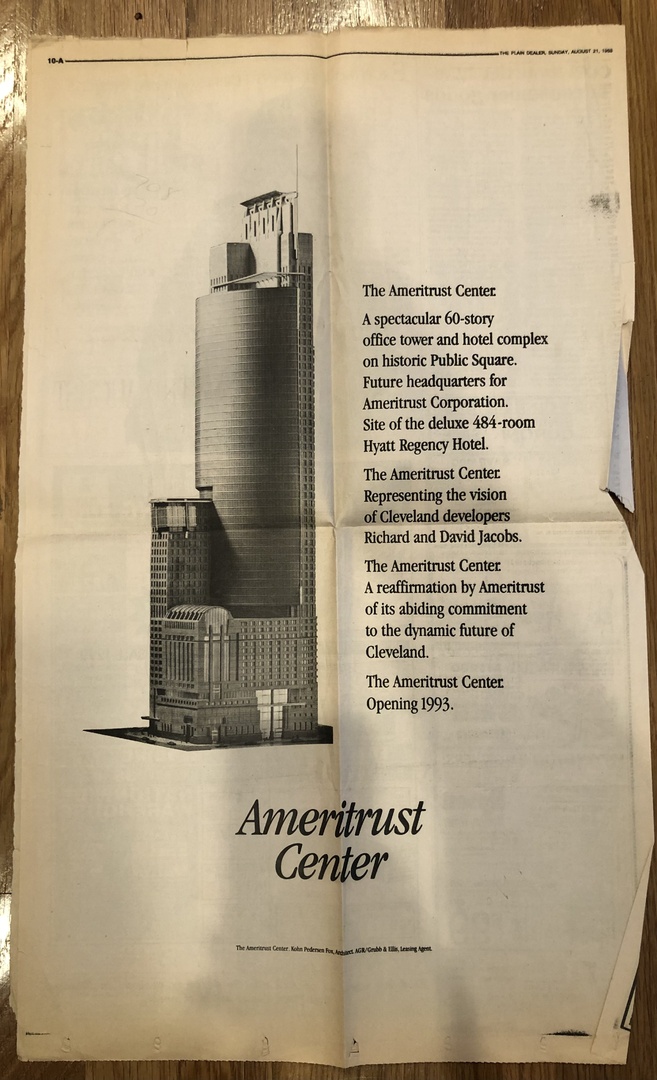 10-A
THE PLAIN DEALER, SUNDAY, AUGUST 21, 1988
The Ameritrust Center.
A spectacular 60-story
office tower and hotel complex
on historic Public Square.
Future headquarters for
Ameritrust Corporation.
Site of the deluxe 484-room
Hyatt Regency Hotel.
The Ameritrust Center.
Representing the vision
of Cleveland developers
Richard and David Jacobs.
The Ameritrust Center.
A reaffirmation by Ameritrust
of its abiding commitment
to the dynamic future of
Cleveland.
The Ameritrust Center.
Opening 1993.
Ameritrust
Center
The Ameritrust Center. Kohn Pedersen Fox, Architect. AGR/Grubb & Ellis, Leasing Agent.